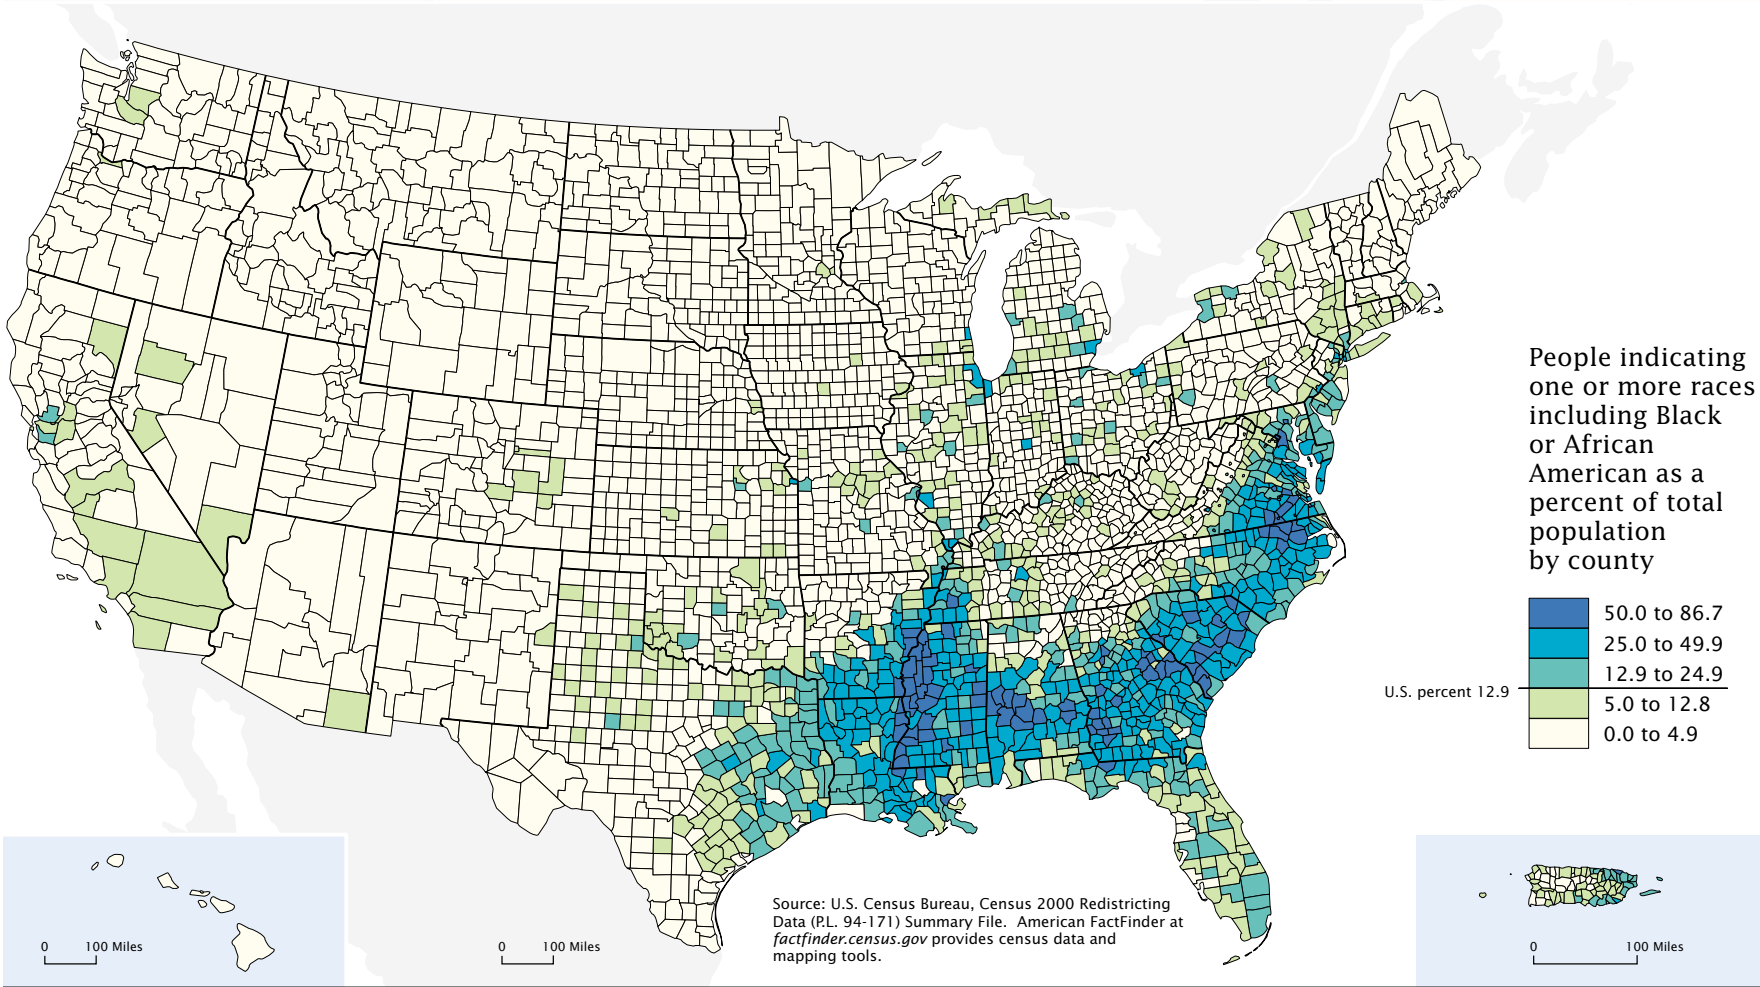 People indicating
one or more races
including Black
or African
American as a
percent of total
population
by county
50.0 to 86.7
25.0 to 49.9
12.9 to 24.9
U.S. percent 12.9
5.0 to 12.8
0.0 to 4.9
Source: U.S. Census Bureau, Census 2000 Redistricting
Data (P.L. 94-171) Summary File. American FactFinder at
factfinder.census.gov provides census data and
mapping tools.
0 100 Miles
0 100 Miles
0 100 Miles